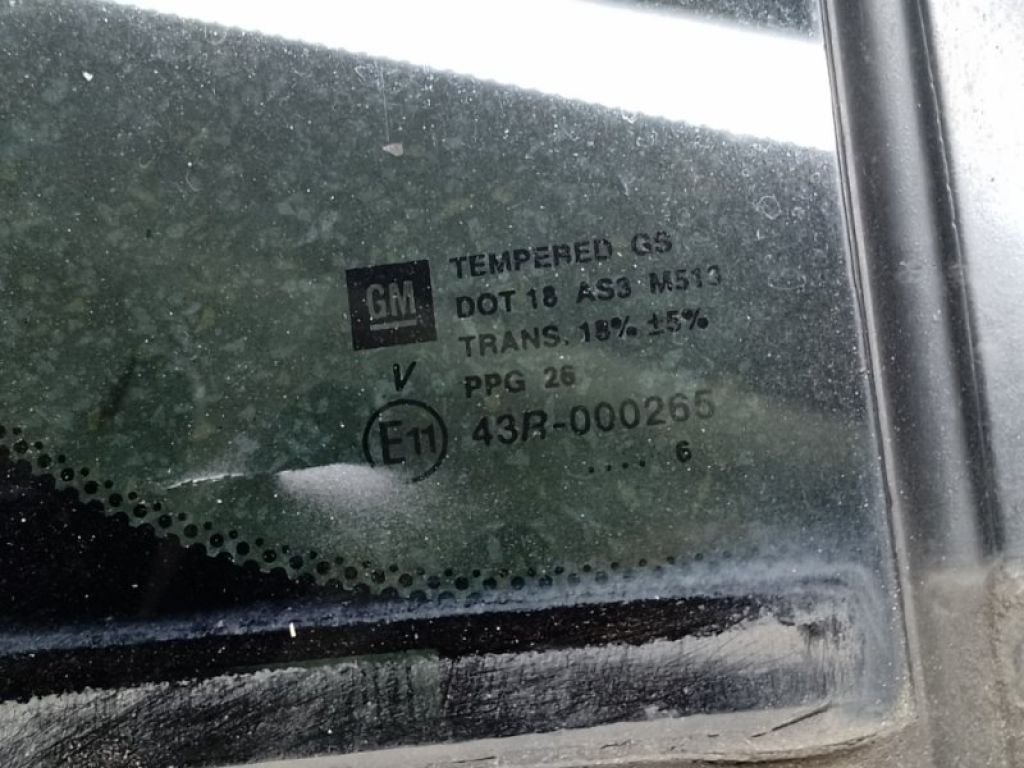 GM
TEMPERED GS
DOT 18 AS3 M513
TRANS. 18% ±5%
V
PPG 26
E11
43R-000265
.... 6